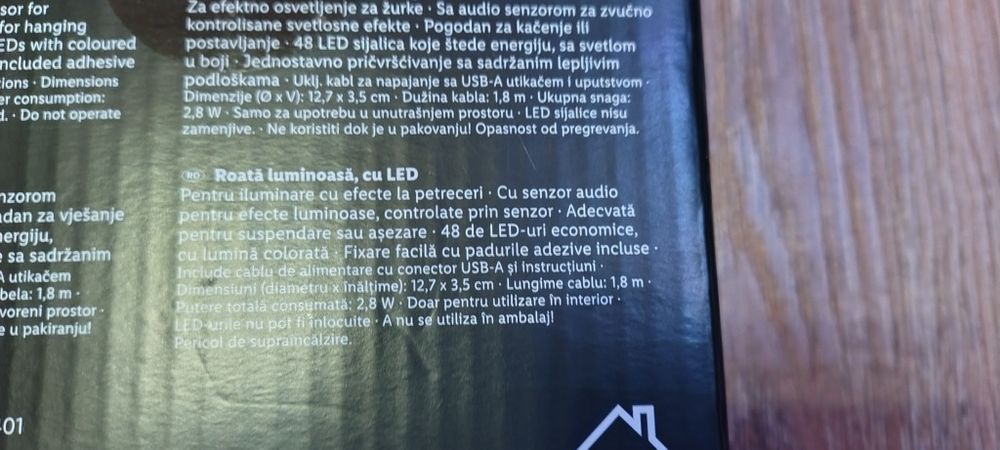 sor for
for hanging
EDs with coloured
ncluded adhesive
ions · Dimensions
er consumption:
d. · Do not operate
Za efektno osvetljenje za žurke · Sa audio senzorom za zvučno
kontrolisane svetlosne efekte · Pogodan za kačenje ili
postavljanje · 48 LED sijalica koje štede energiju, sa svetlom
u boji · Jednostavno pričvršćivanje sa sadržanim lepljivim
podloškama · Uklj. kabl za napajanje sa USB-A utikačem i uputstvom ·
Dimenzije (Ø x V): 12,7 x 3,5 cm · Dužina kabla: 1,8 m · Ukupna snaga:
2,8 W · Samo za upotrebu u unutrašnjem prostoru · LED sijalice nisu
zamenjive. · Ne koristiti dok je u pakovanju! Opasnost od pregrevanja.
nzorom
adan za vješanje
nergiju,
e sa sadržanim
A utikačem
bela: 1,8 m ·
voreni prostor ·
e u pakiranju!
RO Roată luminoasă, cu LED
Pentru iluminare cu efecte la petreceri · Cu senzor audio
pentru efecte luminoase, controlate prin senzor · Adecvată
pentru suspendare sau așezare · 48 de LED-uri economice,
cu lumină colorată · Fixare facilă cu padurile adezive incluse ·
Include cablu de alimentare cu conector USB-A și instrucțiuni ·
Dimensiuni (diametru x înălțime): 12,7 x 3,5 cm · Lungime cablu: 1,8 m ·
Putere totală consumată: 2,8 W · Doar pentru utilizare în interior ·
LED-urile nu pot fi înlocuite · A nu se utiliza în ambalaj!
Pericol de supraîncălzire.
401